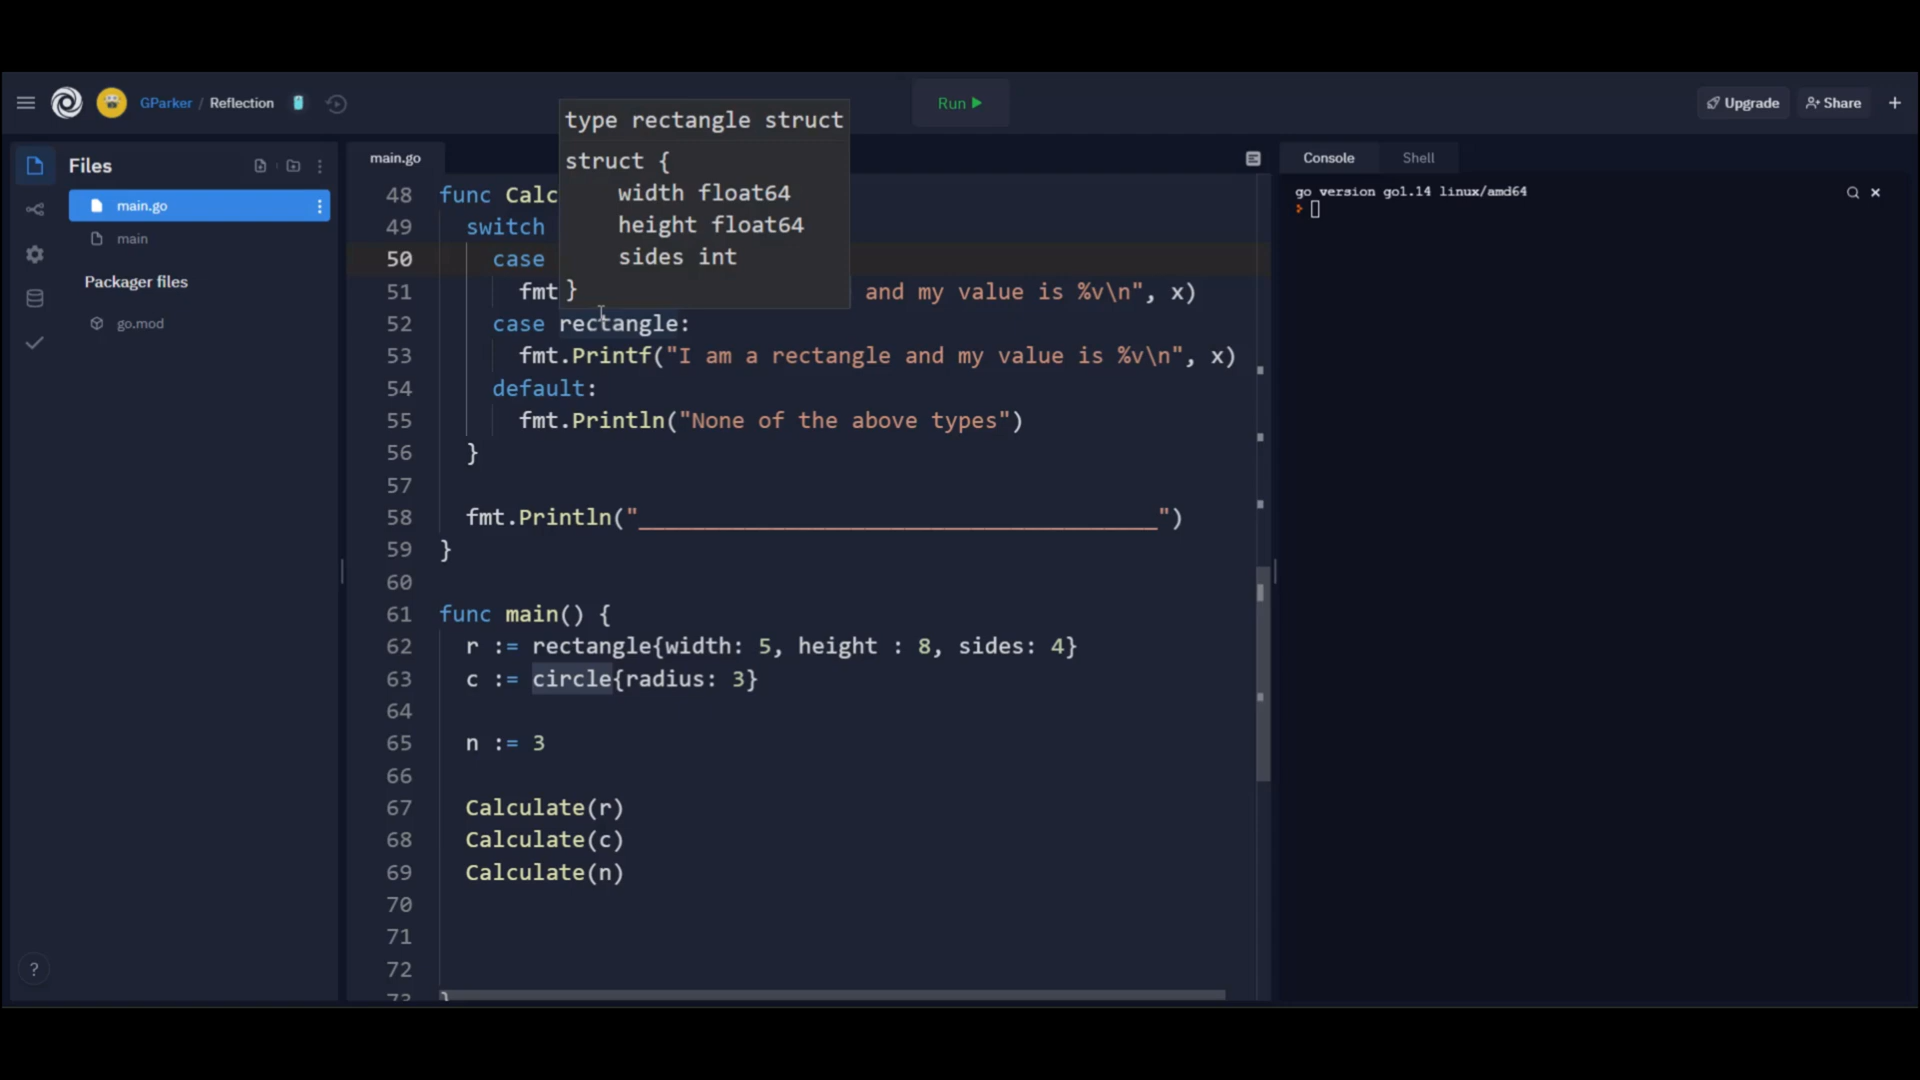 GParker / Reflection
Run
Upgrade
Share
Files
main.go
main
Packager files
go.mod
?
main.go
type rectangle struct
struct {
    width float64
    height float64
    sides int
}
48 func Calc
49   switch
50     case
51       fmt and my value is %v\n", x)
52     case rectangle:
53       fmt.Printf("I am a rectangle and my value is %v\n", x)
54     default:
55       fmt.Println("None of the above types")
56   }
57
58   fmt.Println("_______________________________________")
59 }
60
61 func main() {
62   r := rectangle{width: 5, height : 8, sides: 4}
63   c := circle{radius: 3}
64
65   n := 3
66
67   Calculate(r)
68   Calculate(c)
69   Calculate(n)
70
71
72
73 }
Console
Shell
go version go1.14 linux/amd64